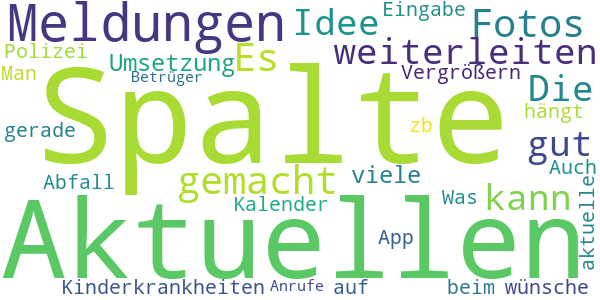 Meldungen
Idee
Eingabe
Fotos
Polizei
Umsetzung
Es
weiterleiten
Man
Betrüger
Vergrößern
Die
Spalte
zb
hängt
gerade
gut
Abfall
gemacht
viele
Auch
Kalender
Was
kann
aktuelle
Aktuellen
App
Kinderkrankheiten
Anrufe
auf
beim
wünsche